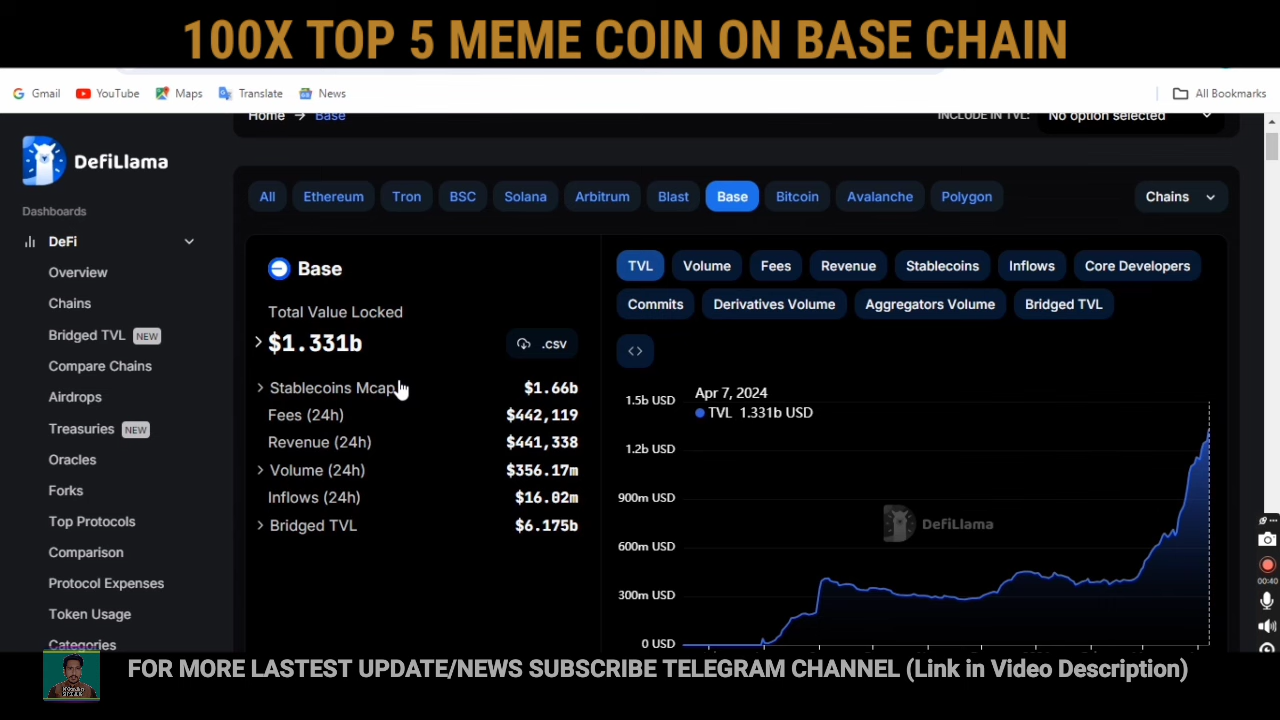 100X TOP 5 MEME COIN ON BASE CHAIN
Gmail YouTube Maps Translate News All Bookmarks
Home → Base INCLUDE IN TVL: No option selected
DefiLlama
All Ethereum Tron BSC Solana Arbitrum Blast Base Bitcoin Avalanche Polygon Chains
Dashboards
DeFi
Overview
Chains
Bridged TVL NEW
Compare Chains
Airdrops
Treasuries NEW
Oracles
Forks
Top Protocols
Comparison
Protocol Expenses
Token Usage
Categories
Base
Total Value Locked
$1.331b .csv
Stablecoins Mcap $1.66b
Fees (24h) $442,119
Revenue (24h) $441,338
Volume (24h) $356.17m
Inflows (24h) $16.02m
Bridged TVL $6.175b
TVL Volume Fees Revenue Stablecoins Inflows Core Developers
Commits Derivatives Volume Aggregators Volume Bridged TVL
Apr 7, 2024
TVL 1.331b USD
1.5b USD
1.2b USD
900m USD
600m USD
300m USD
0 USD
DefiLlama
00:40
FOR MORE LASTEST UPDATE/NEWS SUBSCRIBE TELEGRAM CHANNEL (Link in Video Description)